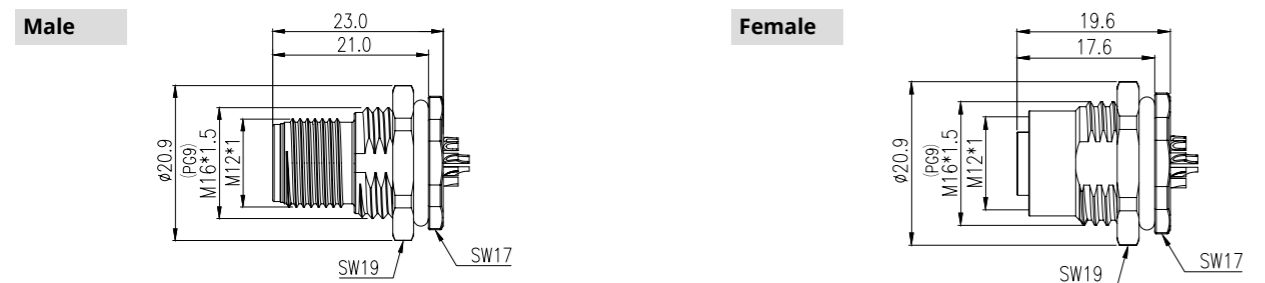 Male
23.0
21.0
ø20.9
(PG9)
M16*1.5
M12*1
SW19
SW17
Female
19.6
17.6
ø20.9
(PG9)
M16*1.5
M12*1
SW19
SW17